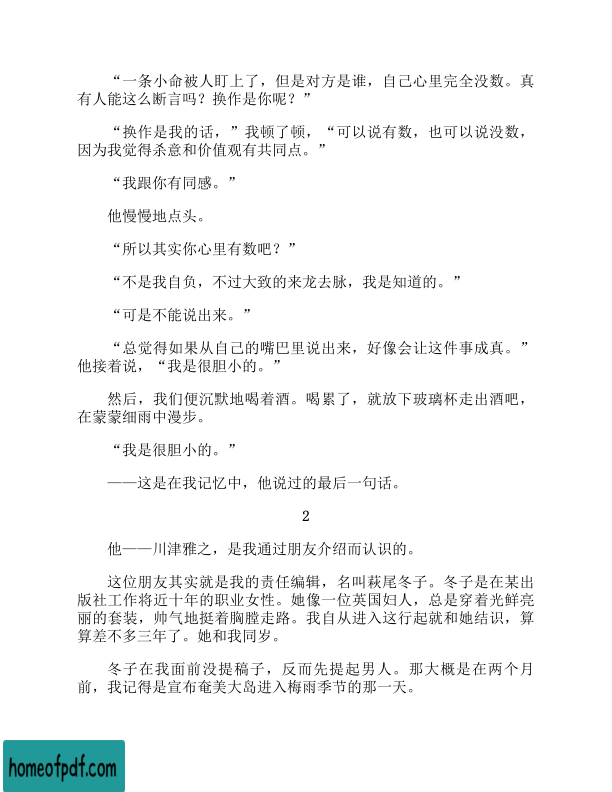 “一条小命被人盯上了，但是对方是谁，自己心里完全没数。真
有人能这么断言吗？换作是你呢？”
“换作是我的话，”我顿了顿，“可以说有数，也可以说没数，
因为我觉得杀意和价值观有共同点。”
“我跟你有同感。”
他慢慢地点头。
“所以其实你心里有数吧？”
“不是我自负，不过大致的来龙去脉，我是知道的。”
“可是不能说出来。”
“总觉得如果从自己的嘴巴里说出来，好像会让这件事成真。”
他接着说，“我是很胆小的。”
然后，我们便沉默地喝着酒。喝累了，就放下玻璃杯走出酒吧，
在蒙蒙细雨中漫步。
“我是很胆小的。”
——这是在我记忆中，他说过的最后一句话。
2
他——川津雅之，是我通过朋友介绍而认识的。
这位朋友其实就是我的责任编辑，名叫萩尾冬子。冬子是在某出
版社工作将近十年的职业女性。她像一位英国妇人，总是穿着光鲜亮
丽的套装，帅气地挺着胸膛走路。我自从进入这行起就和她结识，算
算差不多三年了。她和我同岁。
冬子在我面前没提稿子，反而先提起男人。那大概是在两个月
前，我记得是宣布奄美大岛进入梅雨季节的那一天。
homeofpdf.com